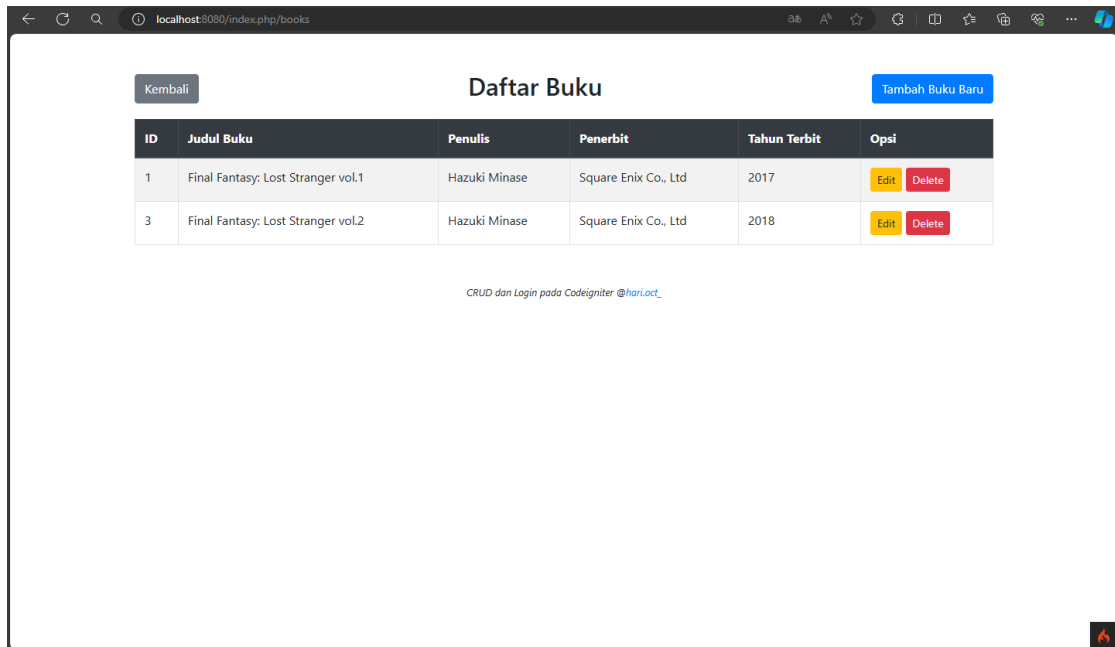 localhost:8080/index.php/books
Kembali Daftar Buku Tambah Buku Baru
ID Judul Buku Penulis Penerbit Tahun Terbit Opsi
1 Final Fantasy: Lost Stranger vol.1 Hazuki Minase Square Enix Co., Ltd 2017 Edit Delete
3 Final Fantasy: Lost Stranger vol.2 Hazuki Minase Square Enix Co., Ltd 2018 Edit Delete
CRUD dan Login pada Codeigniter @hari.oct_